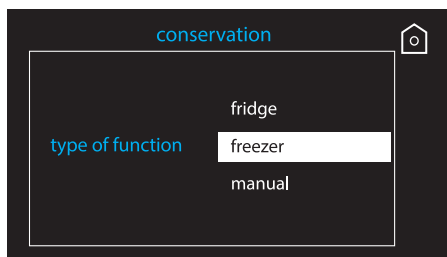 conservation
fridge
type of function
freezer
manual